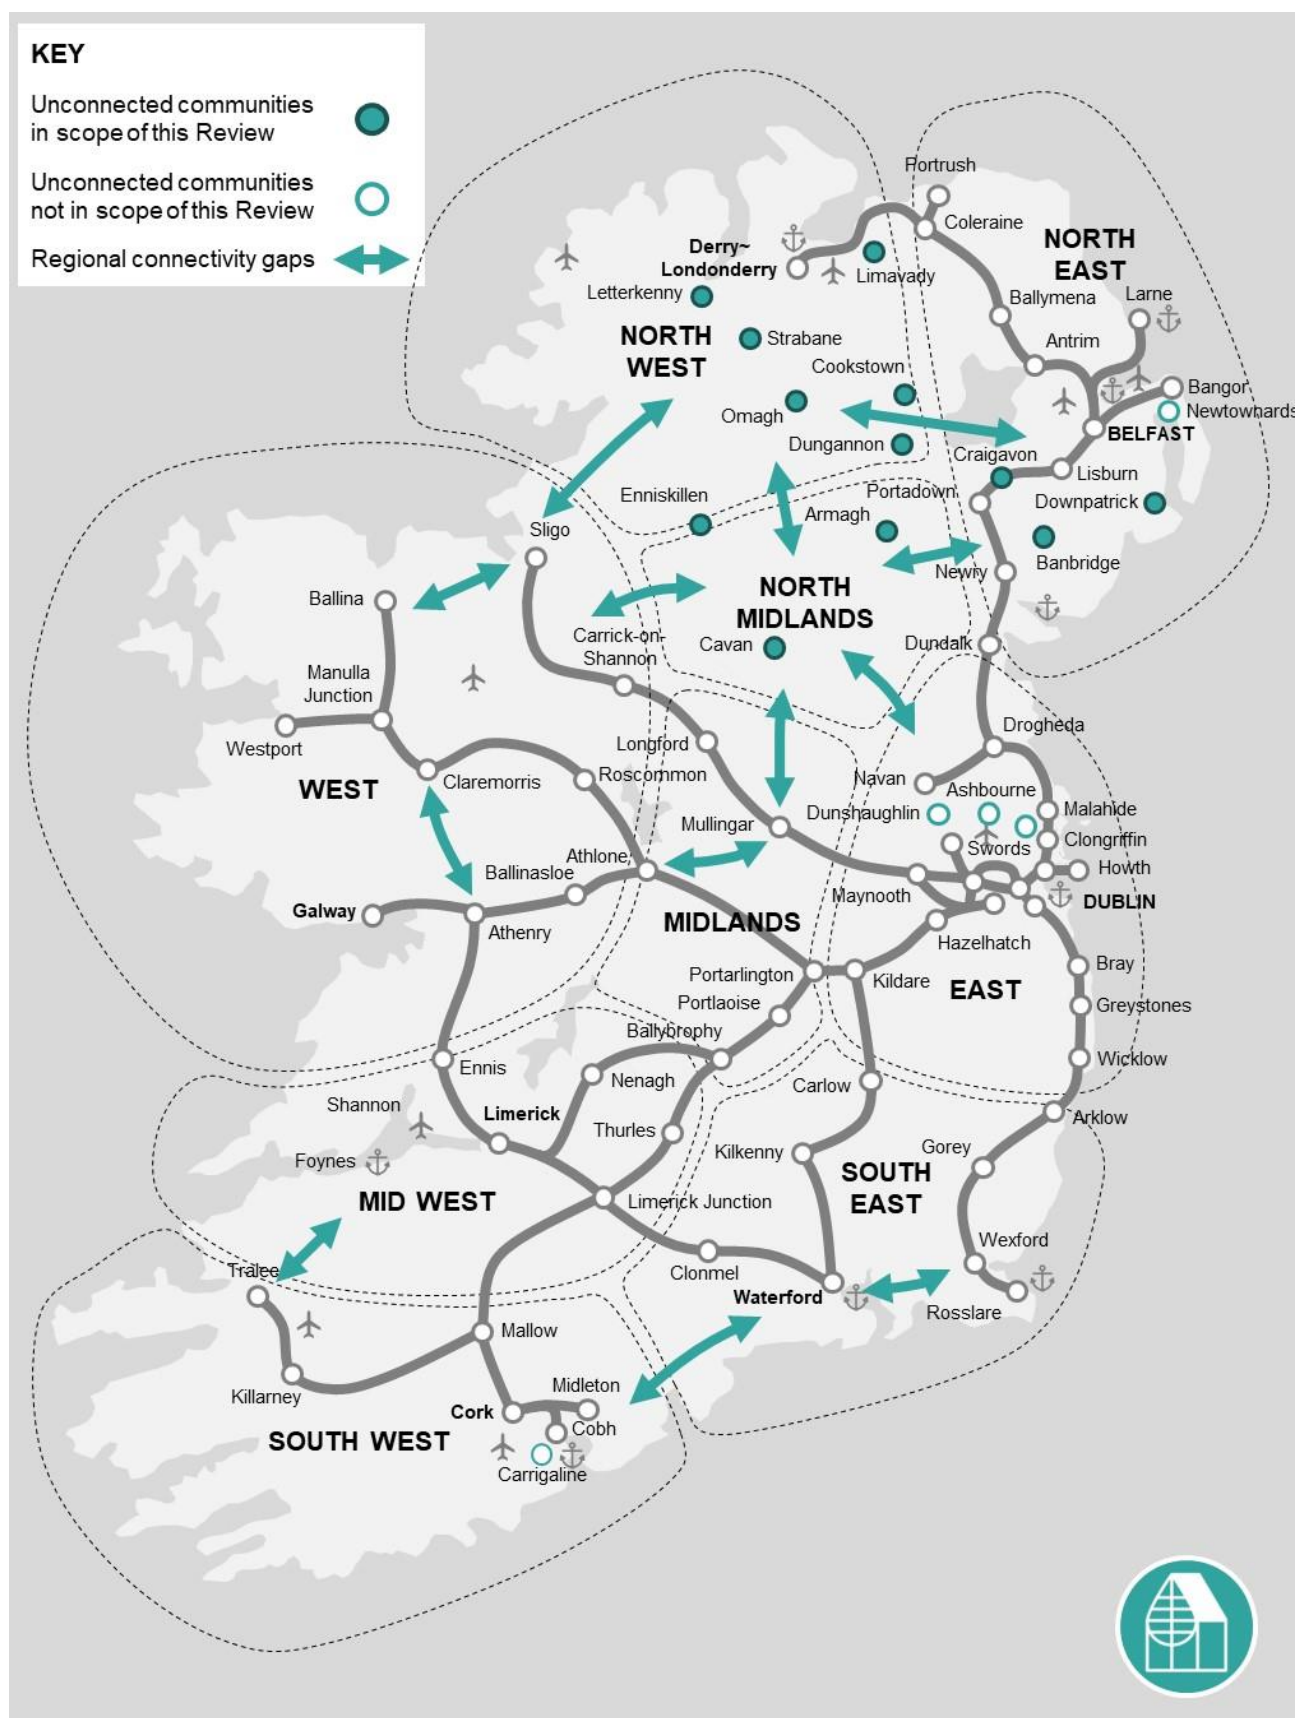 KEY
Unconnected communities
in scope of this Review
Unconnected communities
not in scope of this Review
Regional connectivity gaps
Portrush
Coleraine
NORTH
EAST
Derry~
Londonderry
Limavady
Letterkenny
Ballymena
Larne
NORTH
WEST
Strabane
Antrim
Cookstown
Bangor
Omagh
Newtownards
BELFAST
Dungannon
Craigavon
Lisburn
Enniskillen
Portadown
Downpatrick
Armagh
Sligo
Newry
Banbridge
NORTH
MIDLANDS
Ballina
Carrick-on-
Shannon
Cavan
Dundalk
Manulla
Junction
Drogheda
Westport
Longford
WEST
Claremorris
Roscommon
Navan
Ashbourne
Dunshaughlin
Malahide
Mullingar
Clongriffin
Swords
Athlone
Howth
Ballinasloe
Maynooth
DUBLIN
Galway
MIDLANDS
Athenry
Hazelhatch
Bray
Portarlington
Kildare
EAST
Portlaoise
Greystones
Ballybrophy
Wicklow
Ennis
Nenagh
Carlow
Shannon
Limerick
Arklow
Thurles
Foynes
Kilkenny
Gorey
SOUTH
EAST
MID WEST
Limerick Junction
Wexford
Tralee
Clonmel
Waterford
Rosslare
Mallow
Killarney
Midleton
Cork
Cobh
SOUTH WEST
Carrigaline